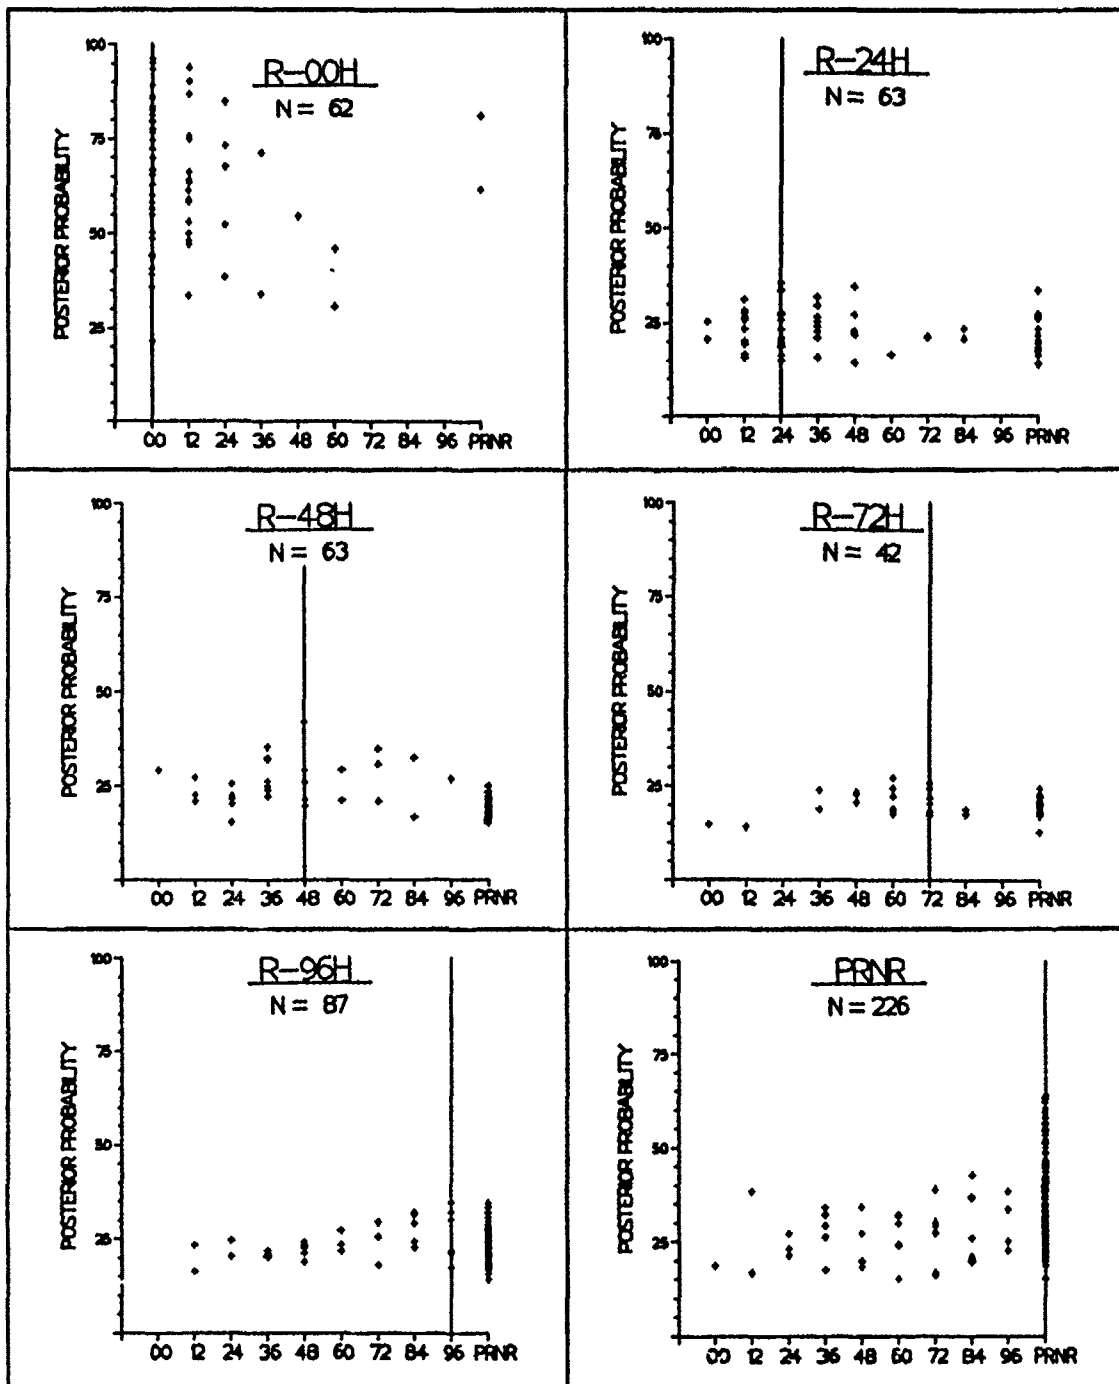 R-00H
N = 62
POSTERIOR PROBABILITY
100
75
50
25
00 12 24 36 48 60 72 84 96 PRNR
R-24H
N = 63
POSTERIOR PROBABILITY
100
75
50
25
00 12 24 36 48 60 72 84 96 PRNR
R-48H
N = 63
POSTERIOR PROBABILITY
100
75
50
25
00 12 24 36 48 60 72 84 96 PRNR
R-72H
N = 42
POSTERIOR PROBABILITY
100
75
50
25
00 12 24 36 48 60 72 84 96 PRNR
R-96H
N = 87
POSTERIOR PROBABILITY
100
75
50
25
00 12 24 36 48 60 72 84 96 PRNR
PRNR
N = 226
POSTERIOR PROBABILITY
100
75
50
25
00 12 24 36 48 60 72 84 96 PRNR